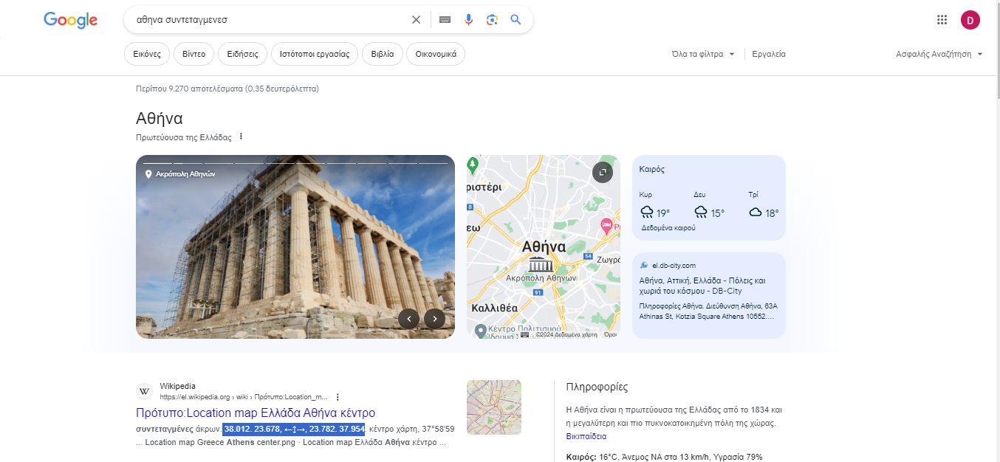 Google
αθηνα συντεταγμενεσ
D
Εικόνες
Βίντεο
Ειδήσεις
Ιστότοποι εργασίας
Βιβλία
Οικονομικά
Όλα τα φίλτρα
Εργαλεία
Ασφαλής Αναζήτηση
Περίπου 9.270 αποτελέσματα (0,35 δευτερόλεπτα)
Αθήνα
Πρωτεύουσα της Ελλάδας
Ακρόπολη Αθηνών
ριστέρι
8
εω
Αθήνα
54
Ζωγρά
Ακρόπολη Αθηνών
91
Καλλιθέα
Κέντρο Πολιτισμού
©2024 Δεδομένα χάρτη
Όροι
Καιρός
Κυρ
Δευ
Τρί
19°
15°
18°
Δεδομένα καιρού
el.db-city.com
Αθήνα, Αττική, Ελλάδα - Πόλεις και
χωριά του κόσμου - DB-City
Πληροφορίες Αθήνα. Διεύθυνση Αθήνα, 63A
Athinas St, Kotzia Square Athens 10552....
W
Wikipedia
https://el.wikipedia.org › wiki › Πρότυπο:Location_m...
Πρότυπο:Location map Ελλάδα Αθήνα κέντρο
συντεταγμένες άκρων. 38.012. 23.678, ←↕→, 23.782. 37.954. κέντρο χάρτη, 37°58′59
... Location map Greece Athens center.png · Location map Ελλάδα Αθήνα κέντρο ...
Πληροφορίες
Η Αθήνα είναι η πρωτεύουσα της Ελλάδας από το 1834 και
η μεγαλύτερη και πιο πυκνοκατοικημένη πόλη της χώρας.
Βικιπαίδεια
Καιρός: 16°C, Άνεμος ΝΑ στα 13 km/h, Υγρασία 79%